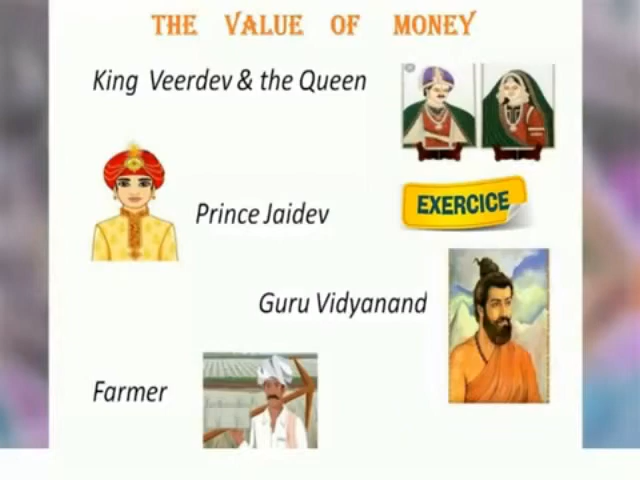 THE VALUE OF MONEY
King Veerdev & the Queen
Prince Jaidev
EXERCICE
Guru Vidyanand
Farmer